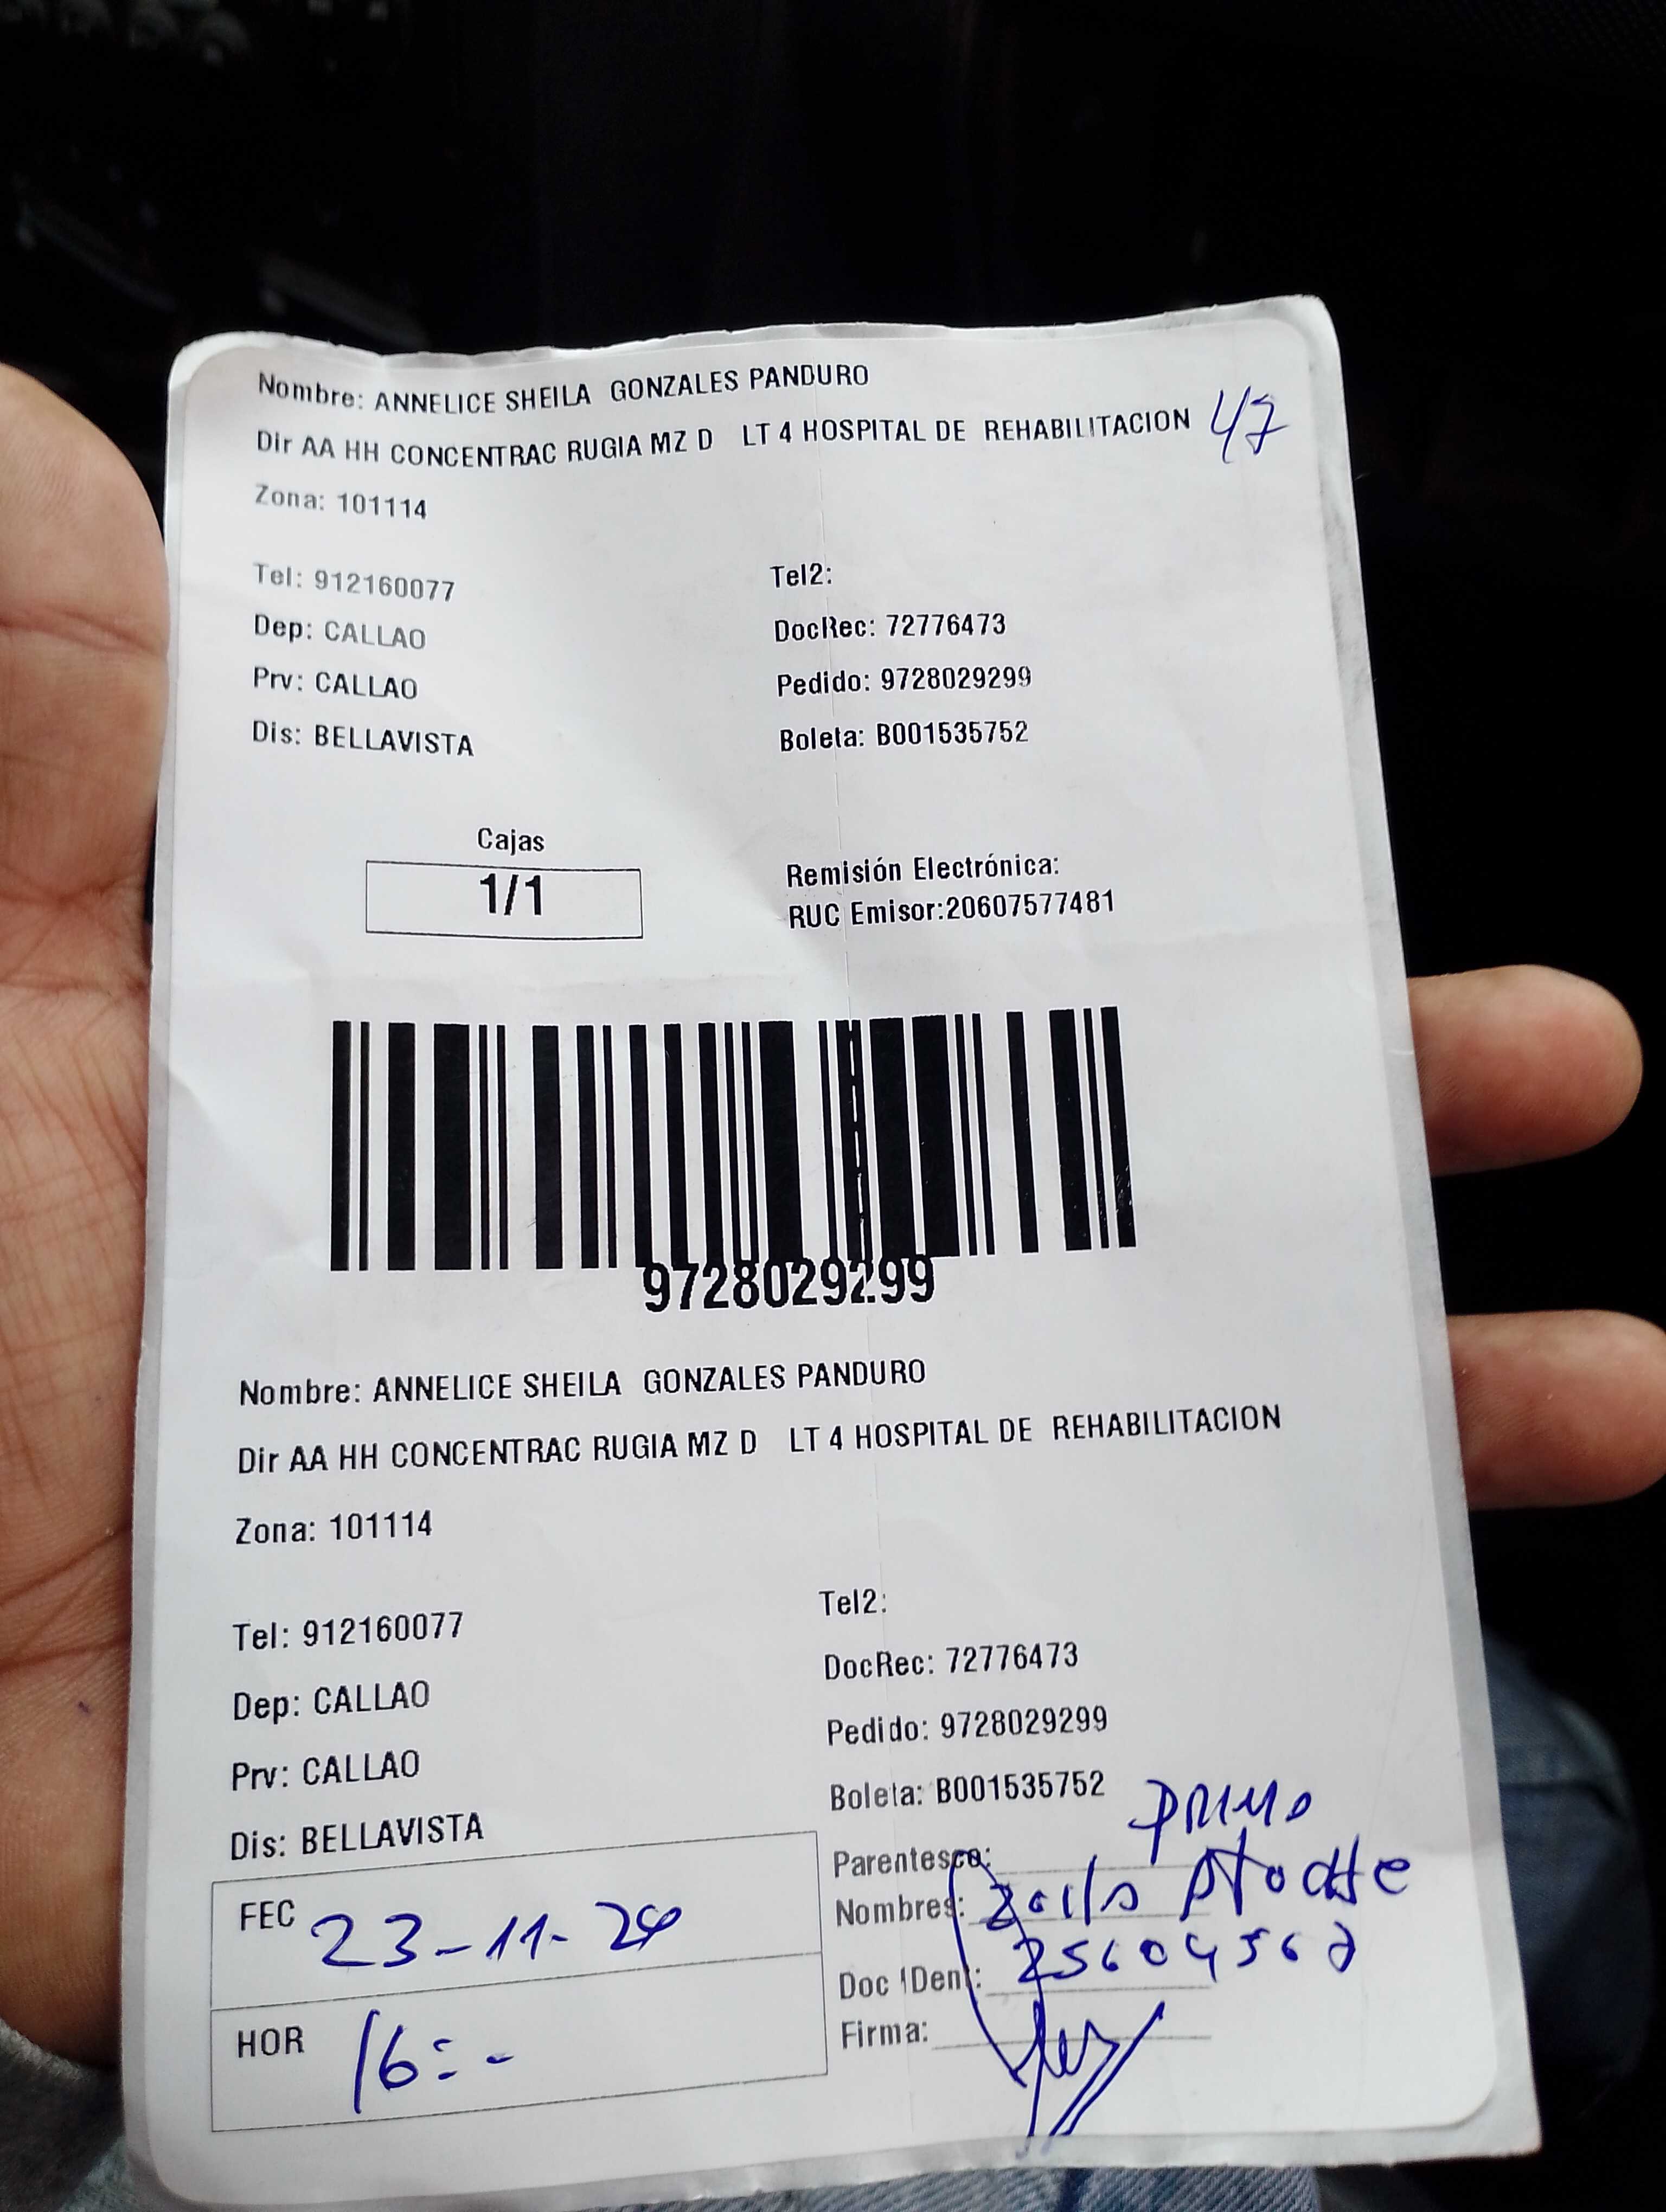 Nombre: ANNELICE SHEILA GONZALES PANDURO
Dir AA HH CONCENTRAC RUGIA MZ D LT 4 HOSPITAL DE REHABILITACION 47
Zona: 101114
Tel: 912160077 Tel2:
Dep: CALLAO DocRec: 72776473
Prv: CALLAO Pedido: 9728029299
Dis: BELLAVISTA Boleta: B001535752
Cajas
1/1
Remisión Electrónica:
RUC Emisor:20607577481
9728029299
Nombre: ANNELICE SHEILA GONZALES PANDURO
Dir AA HH CONCENTRAC RUGIA MZ D LT 4 HOSPITAL DE REHABILITACION
Zona: 101114
Tel: 912160077 Tel2:
Dep: CALLAO DocRec: 72776473
Prv: CALLAO Pedido: 9728029299
Dis: BELLAVISTA Boleta: B001535752
Parentesco: PRIMO
Nombres:
Doc IDent:
Firma:
FEC 23-11-24
HOR 16:-